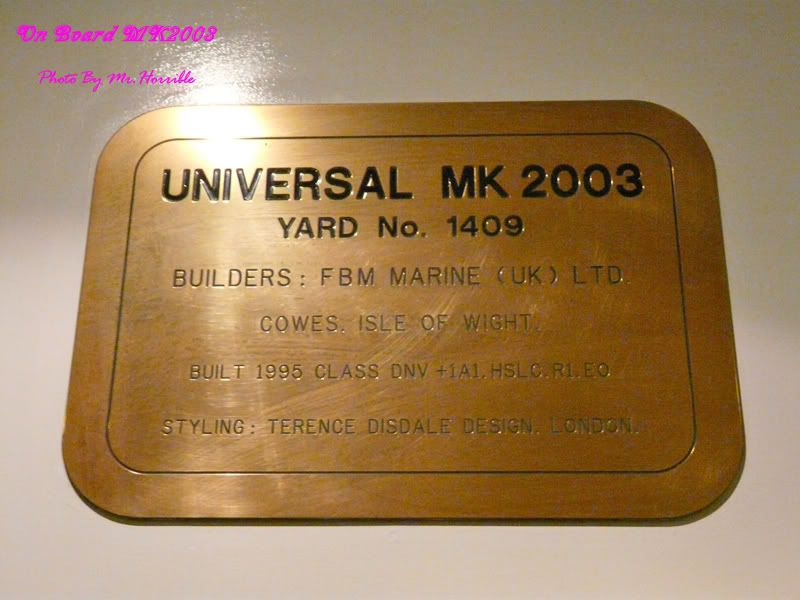 On Board MK2003
Photo By Mr.Horrible
UNIVERSAL MK 2003
YARD No. 1409
BUILDERS: FBM MARINE (UK) LTD.
COWES. ISLE OF WIGHT.
BUILT 1995 CLASS DNV +1A1.HSLC.R1.EO
STYLING: TERENCE DISDALE DESIGN. LONDON.